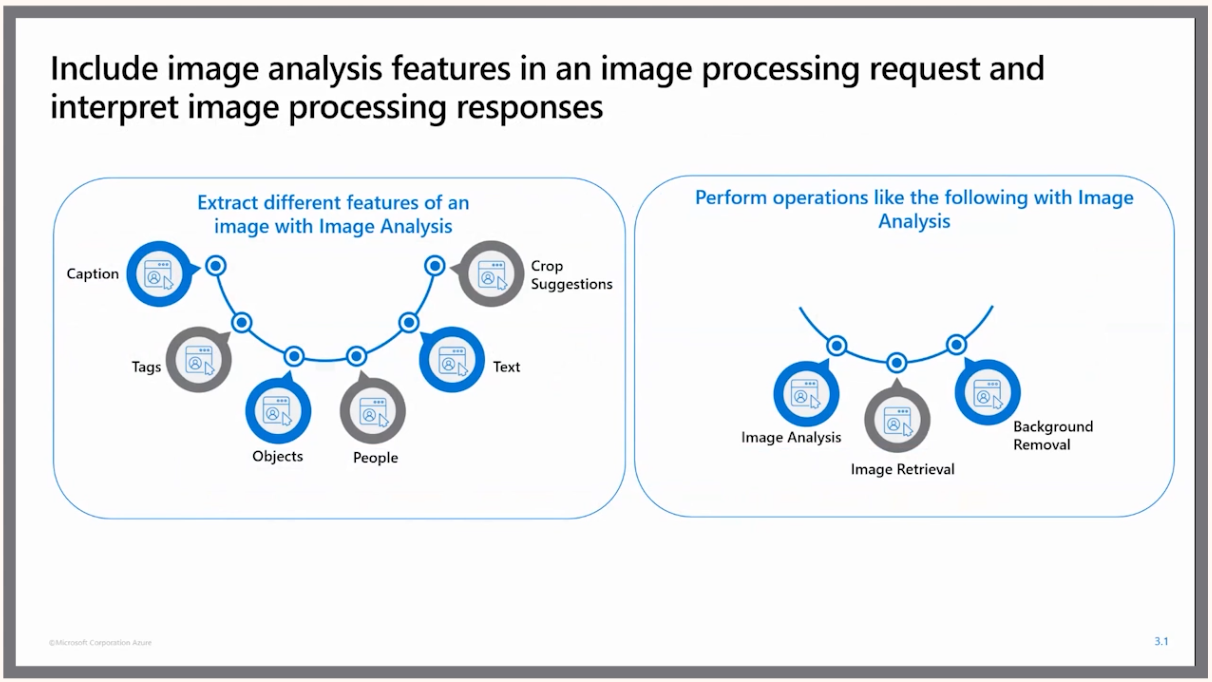 Include image analysis features in an image processing request and
interpret image processing responses
Extract different features of an
image with Image Analysis
Caption
Tags
Objects
People
Text
Crop
Suggestions
Perform operations like the following with Image
Analysis
Image Analysis
Image Retrieval
Background
Removal
©Microsoft Corporation Azure
3.1